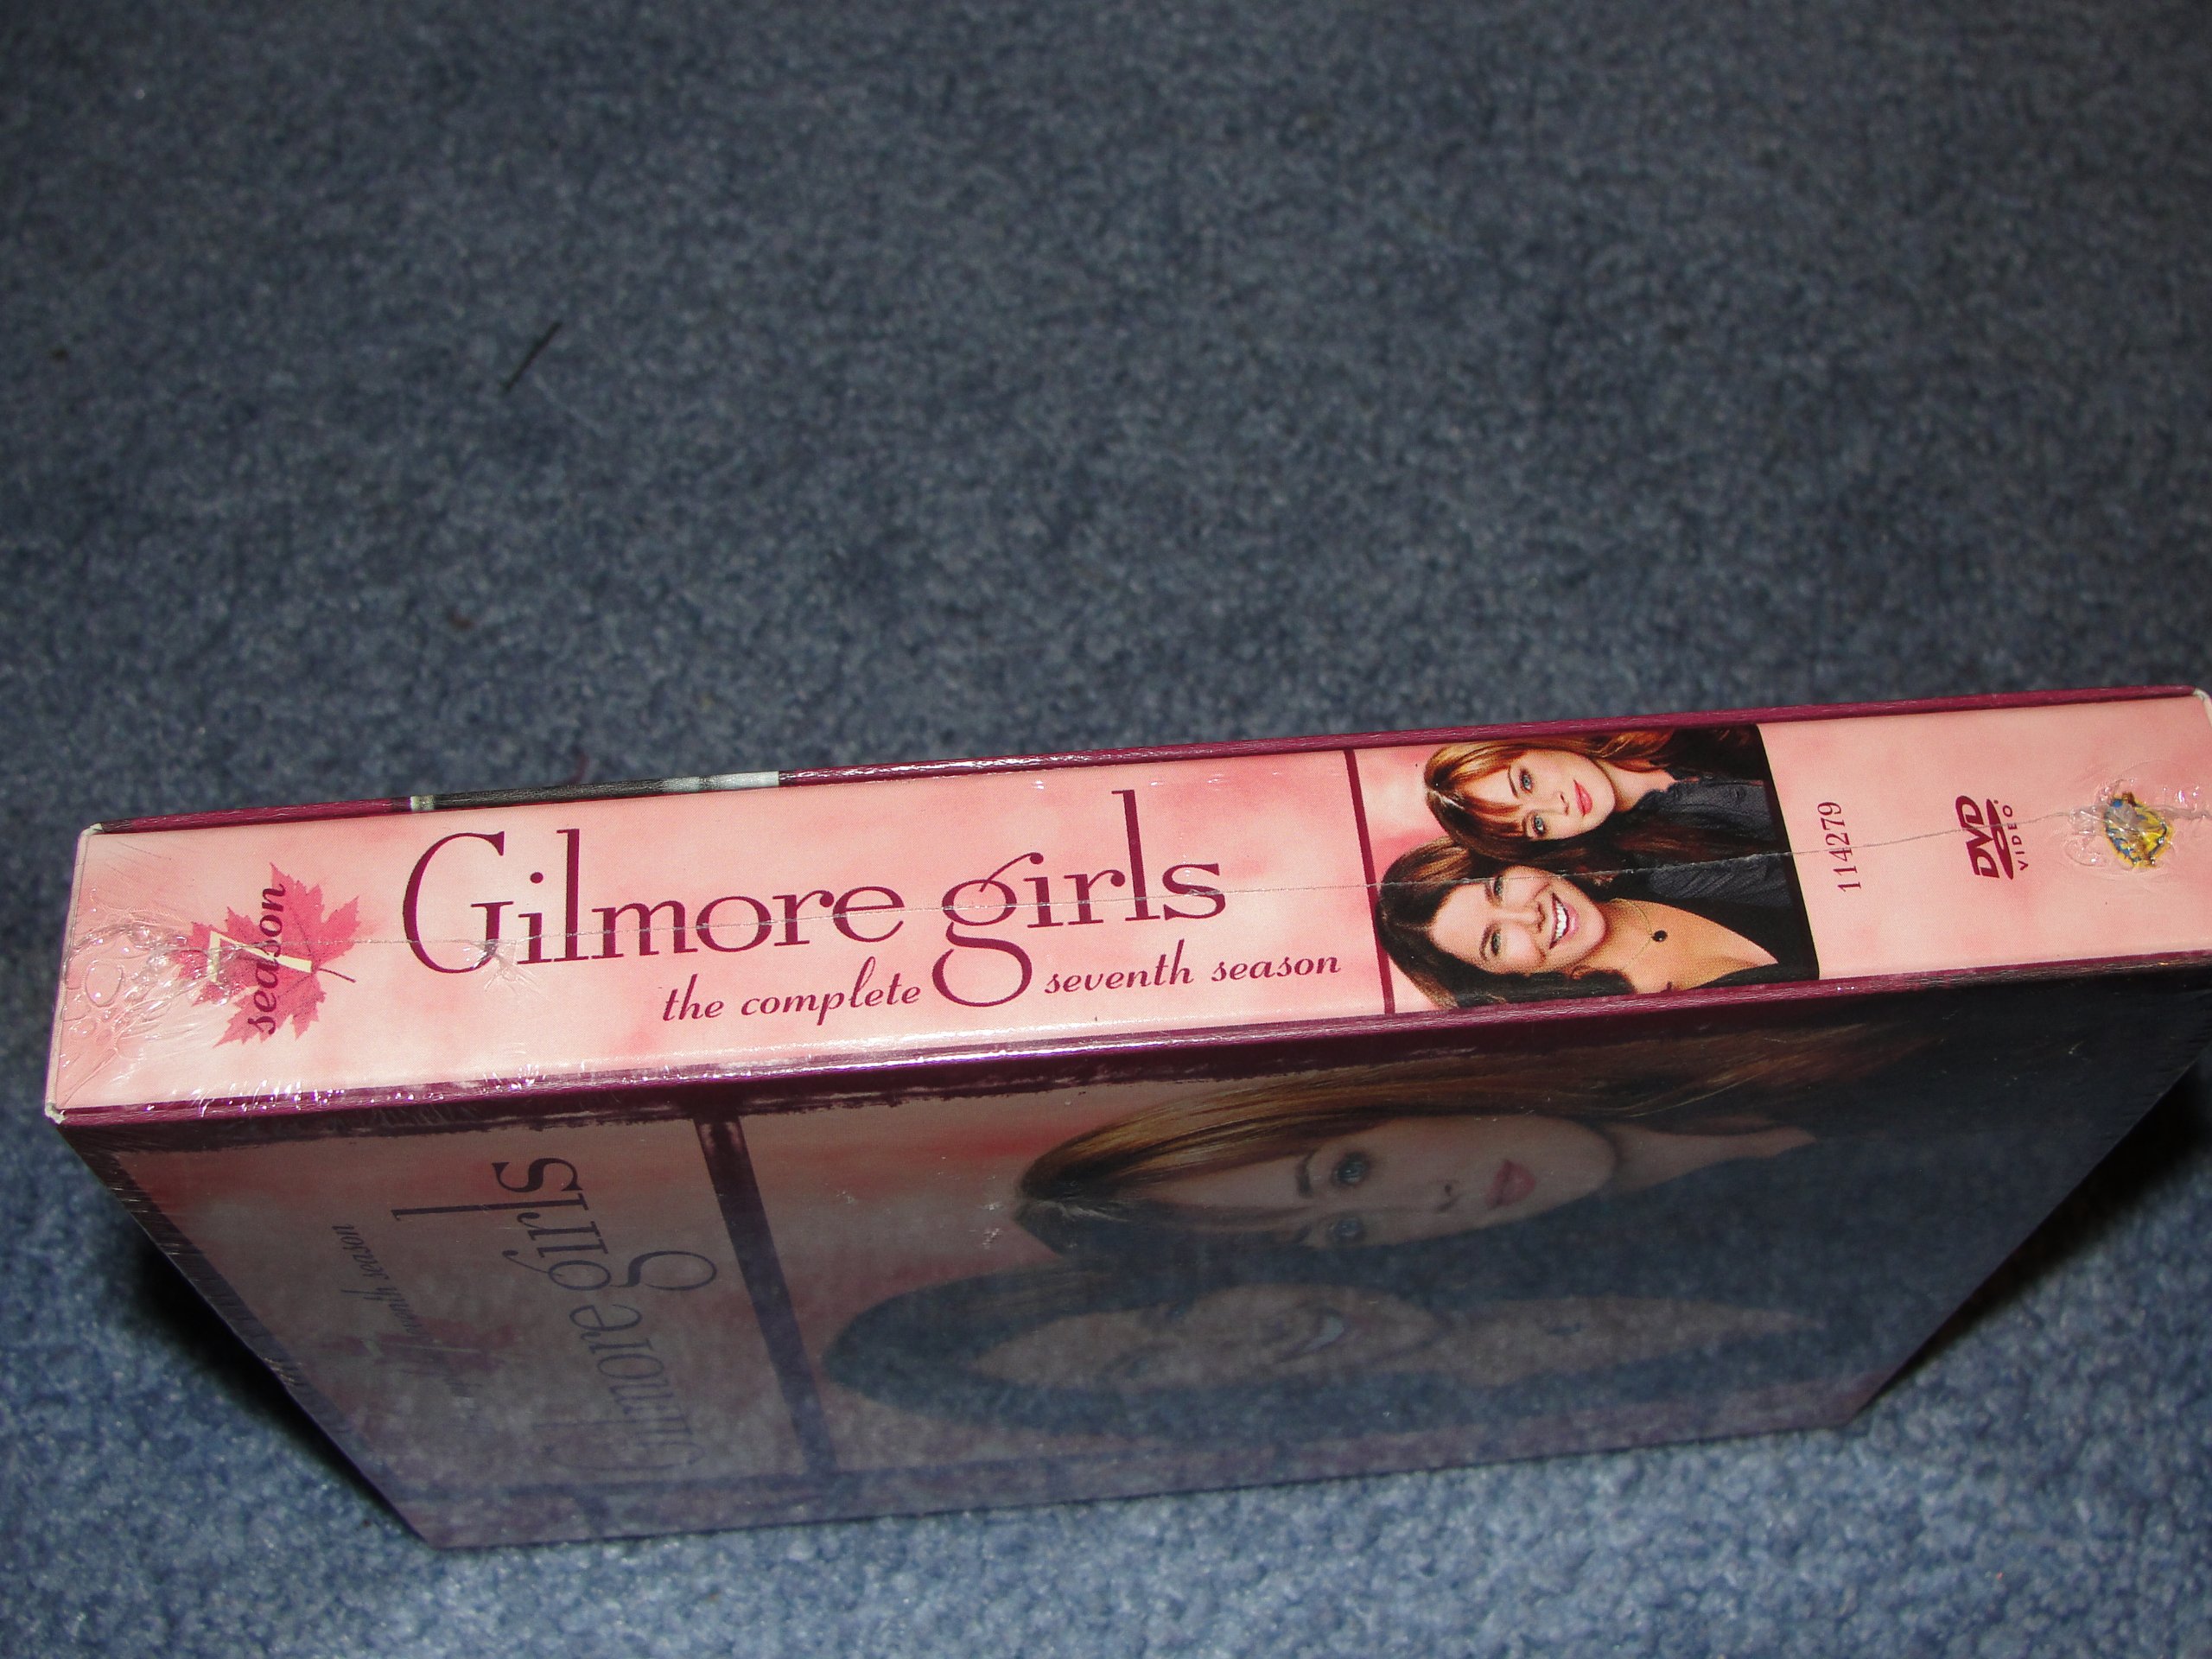 season
7
Gilmore girls
the complete seventh season
114279
DVD
VIDEO
Gilmore girls
seventh season